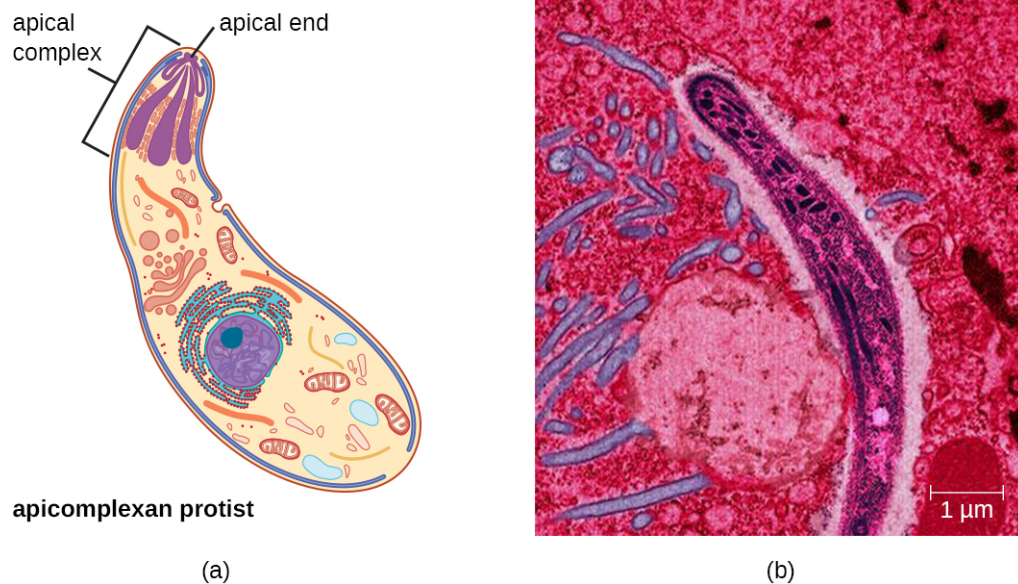 apical
complex
apical end
apicomplexan protist
1 µm
(a)
(b)